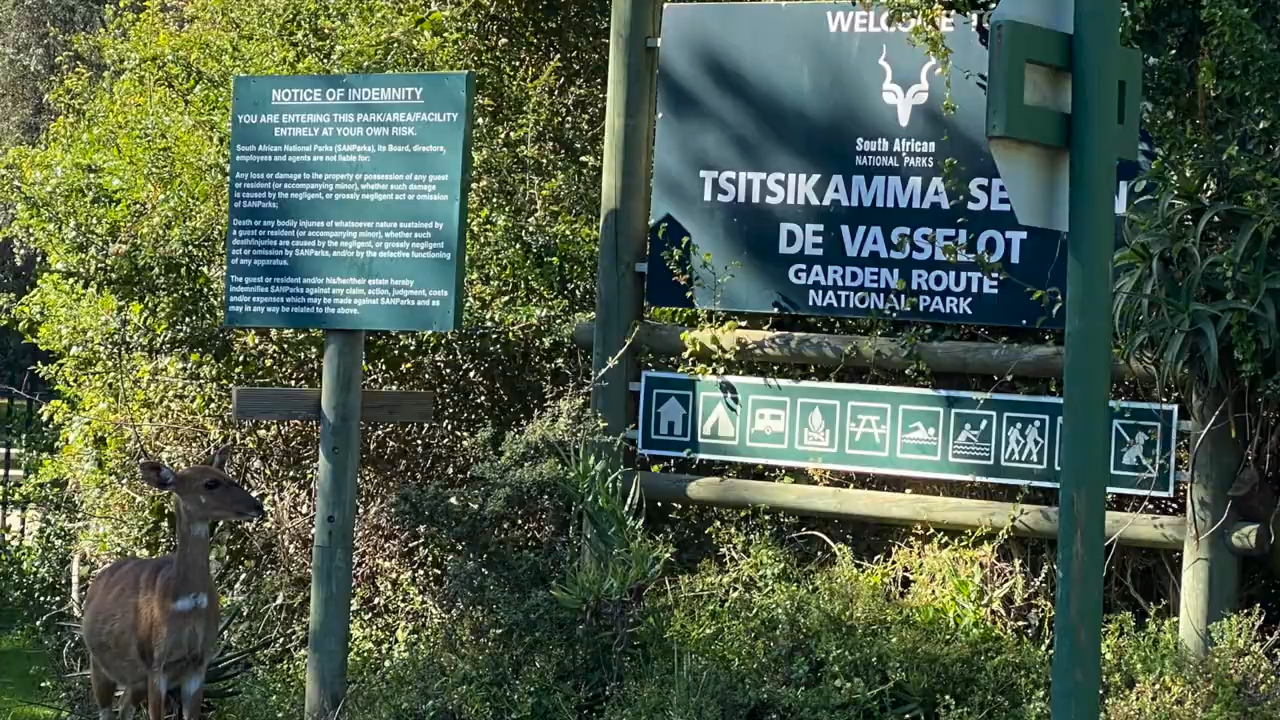 NOTICE OF INDEMNITY
YOU ARE ENTERING THIS PARK/AREA/FACILITY
ENTIRELY AT YOUR OWN RISK.
South African National Parks (SANParks), its Board, directors,
employees and agents are not liable for:
Any loss or damage to the property or possession of any guest
or resident (or accompanying minor), whether such damage
is caused by the negligent, or grossly negligent act or omission
of SANParks;
Death or any bodily injures of whatsoever nature sustained by
a guest or resident (or accompanying minor), whether such
death/injuries are caused by the negligent, or grosely negligent
act or omission by SANParks, and/or by the defective functioning
of any apparatus.
The guest or resident and/or his/her/their estate hereby
indemnifies SANParks against any claim, action, judgment, costs
and/or expenses which may be made against SANParks and as
may in any way be related to the above.
WELCOME TO
South African
NATIONAL PARKS
TSITSIKAMMA SE N
DE VASSELOT
GARDEN ROUTE
NATIONAL PARK